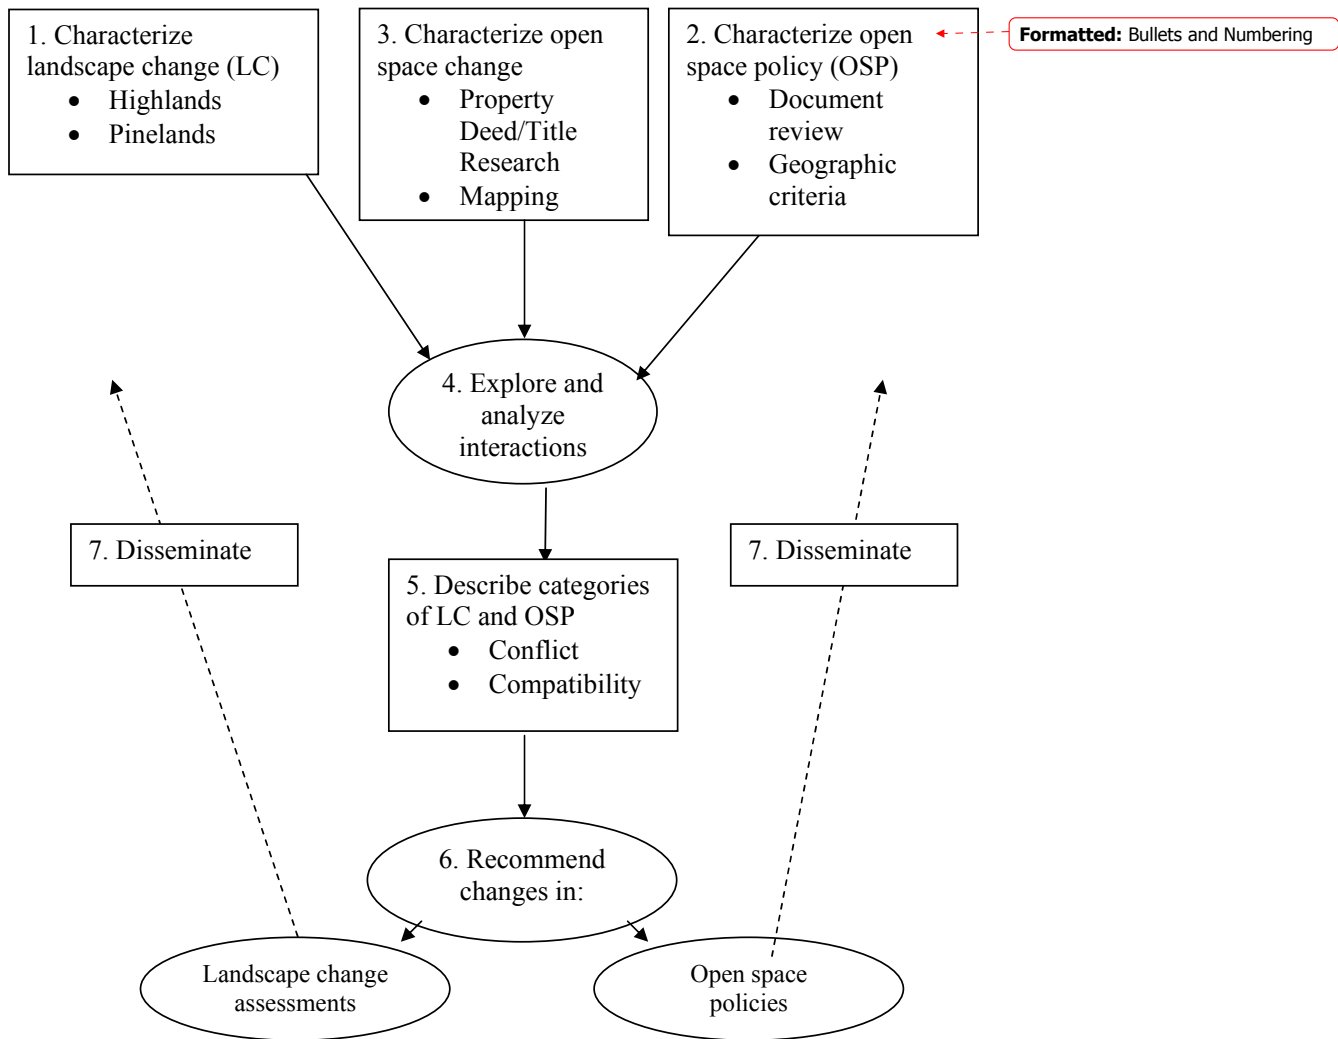 1. Characterize
landscape change (LC)
• Highlands
• Pinelands
3. Characterize open
space change
• Property
Deed/Title
Research
• Mapping
2. Characterize open
space policy (OSP)
• Document
review
• Geographic
criteria
Formatted: Bullets and Numbering
4. Explore and
analyze
interactions
7. Disseminate
7. Disseminate
5. Describe categories
of LC and OSP
• Conflict
• Compatibility
6. Recommend
changes in:
Landscape change
assessments
Open space
policies